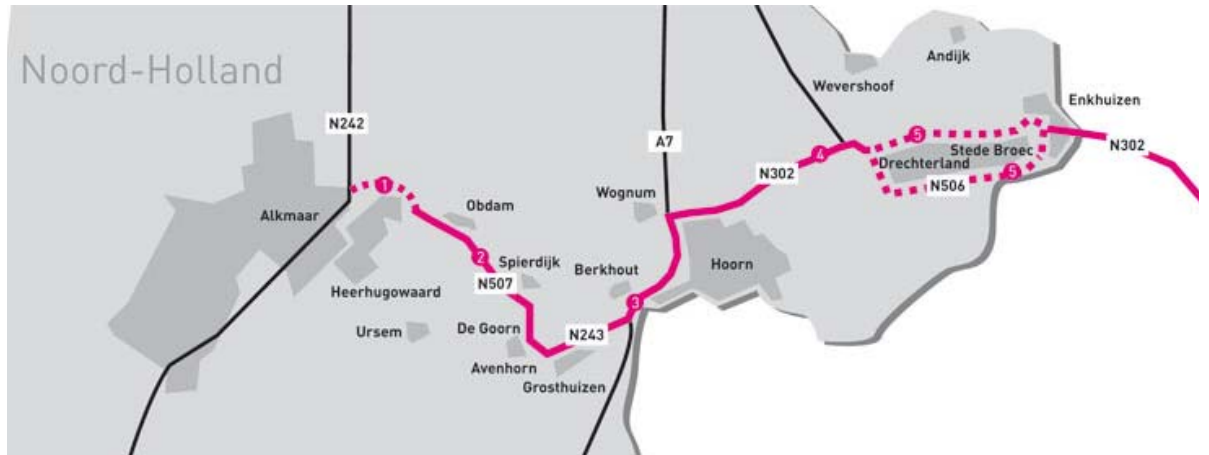 Noord-Holland
Andijk
Wevershoof
Enkhuizen
N242
A7
5
Stede Broec
N302
4
Drechterland
N302
5
N506
1
Wognum
Alkmaar
Obdam
2
Spierdijk
Berkhout
Hoorn
N507
Heerhugowaard
3
Ursem
De Goorn
N243
Avenhorn
Grosthuizen